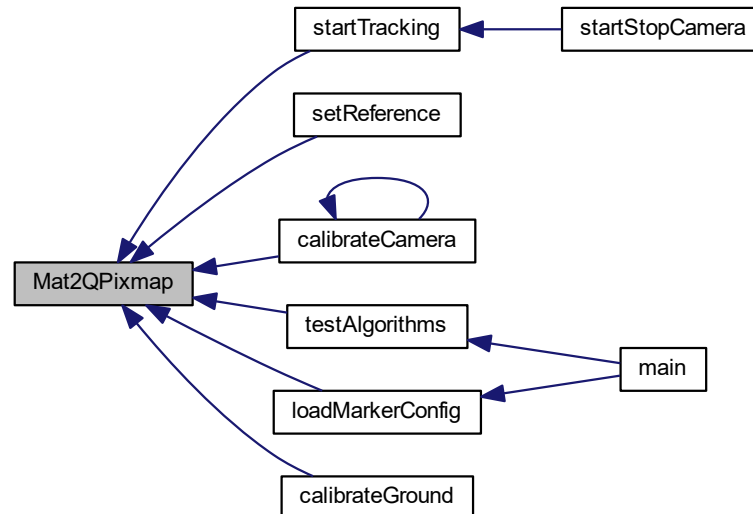 startTracking
startStopCamera
setReference
calibrateCamera
Mat2QPixmap
testAlgorithms
main
loadMarkerConfig
calibrateGround